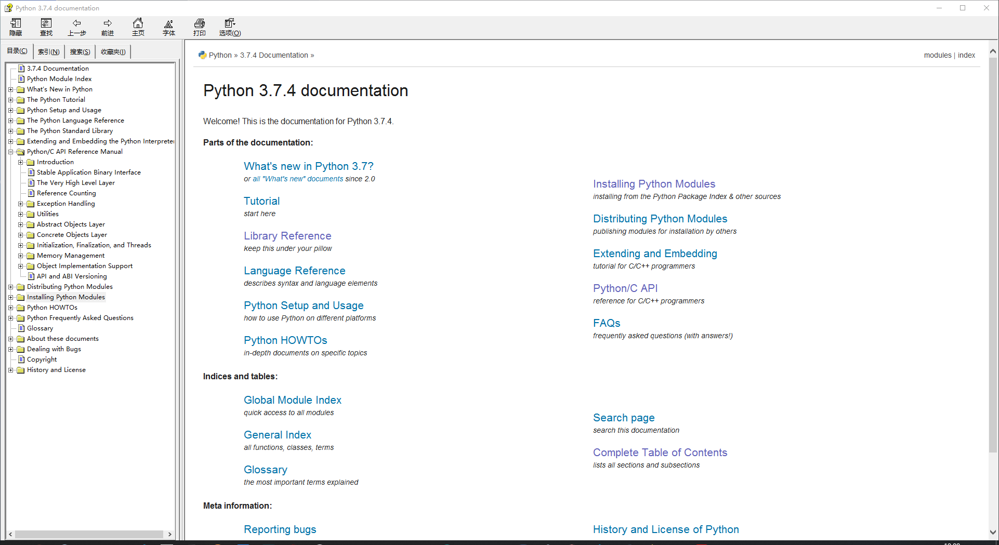 Python 3.7.4 documentation
隐藏 查找 上一步 前进 主页 字体 打印 选项(O)
目录(C) 索引(N) 搜索(S) 收藏夹(I)
3.7.4 Documentation
Python Module Index
What's New in Python
The Python Tutorial
Python Setup and Usage
The Python Language Reference
The Python Standard Library
Extending and Embedding the Python Interpreter
Python/C API Reference Manual
Introduction
Stable Application Binary Interface
The Very High Level Layer
Reference Counting
Exception Handling
Utilities
Abstract Objects Layer
Concrete Objects Layer
Initialization, Finalization, and Threads
Memory Management
Object Implementation Support
API and ABI Versioning
Distributing Python Modules
Installing Python Modules
Python HOWTOs
Python Frequently Asked Questions
Glossary
About these documents
Dealing with Bugs
Copyright
History and License
Python » 3.7.4 Documentation »
modules | index
Python 3.7.4 documentation
Welcome! This is the documentation for Python 3.7.4.
Parts of the documentation:
What's new in Python 3.7?
or all "What's new" documents since 2.0
Tutorial
start here
Library Reference
keep this under your pillow
Language Reference
describes syntax and language elements
Python Setup and Usage
how to use Python on different platforms
Python HOWTOs
in-depth documents on specific topics
Installing Python Modules
installing from the Python Package Index & other sources
Distributing Python Modules
publishing modules for installation by others
Extending and Embedding
tutorial for C/C++ programmers
Python/C API
reference for C/C++ programmers
FAQs
frequently asked questions (with answers!)
Indices and tables:
Global Module Index
quick access to all modules
General Index
all functions, classes, terms
Glossary
the most important terms explained
Search page
search this documentation
Complete Table of Contents
lists all sections and subsections
Meta information:
Reporting bugs
History and License of Python